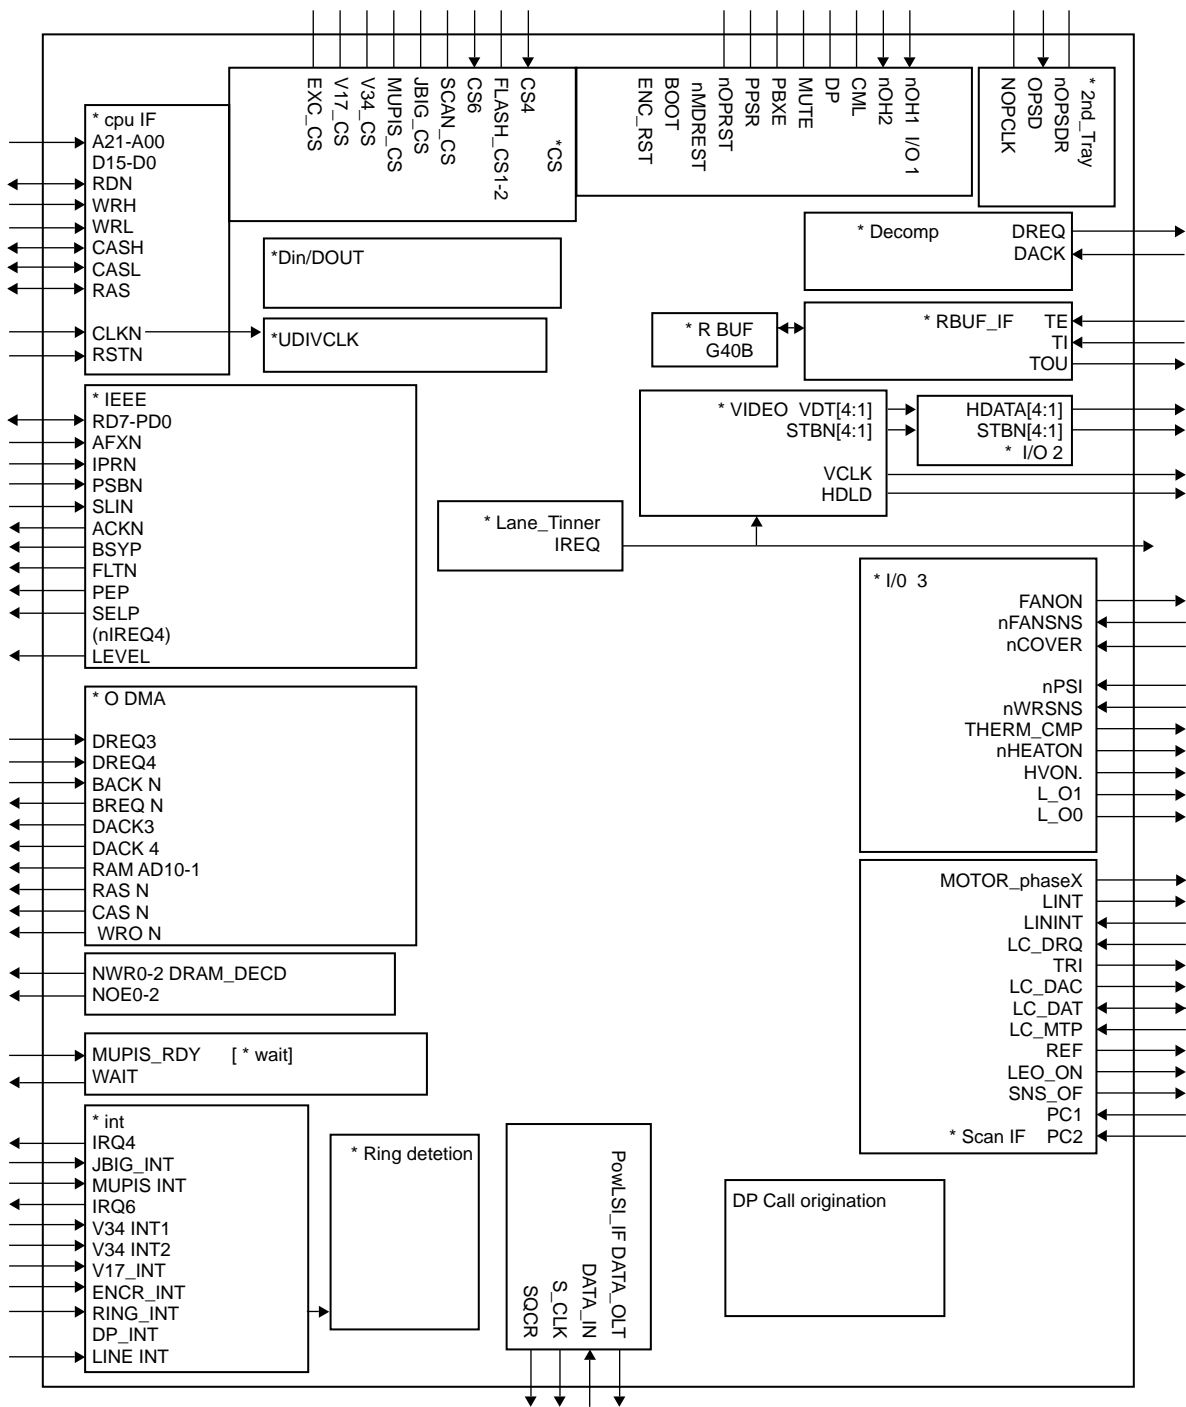 * cpu IF
A21-A00
D15-D0
RDN
WRH
WRL
CASH
CASL
RAS
CLKN
RSTN
EXC_CS
V17_CS
V34_CS
MUPIS_CS
JBIG_CS
SCAN_CS
CS6
FLASH_CS1-2
CS4
*CS
ENC_RST
BOOT
nMDREST
nOPRST
PPSR
PBXE
MUTE
DP
CML
nOH2
nOH1 I/O 1
NOPCLK
OPSD
nOPSDR
* 2nd_Tray
*Din/DOUT
*UDIVCLK
* Decomp DREQ
DACK
* R BUF
G40B
* RBUF_IF TE
TI
TOU
* VIDEO VDT[4:1]
STBN[4:1]
VCLK
HDLD
HDATA[4:1]
STBN[4:1]
* I/O 2
* Lane_Tinner
IREQ
* IEEE
RD7-PD0
AFXN
IPRN
PSBN
SLIN
ACKN
BSYP
FLTN
PEP
SELP
(nIREQ4)
LEVEL
* I/0 3
FANON
nFANSNS
nCOVER
nPSI
nWRSNS
THERM_CMP
nHEATON
HVON.
L_O1
L_O0
* O DMA
DREQ3
DREQ4
BACK N
BREQ N
DACK3
DACK 4
RAM AD10-1
RAS N
CAS N
WRO N
NWR0-2 DRAM_DECD
NOE0-2
MUPIS_RDY [ * wait]
WAIT
MOTOR_phaseX
LINT
LININT
LC_DRQ
TRI
LC_DAC
LC_DAT
LC_MTP
REF
LEO_ON
SNS_OF
PC1
* Scan IF PC2
* int
IRQ4
JBIG_INT
MUPIS INT
IRQ6
V34 INT1
V34 INT2
V17_INT
ENCR_INT
RING_INT
DP_INT
LINE INT
* Ring detetion
SQCR
S_CLK
DATA_IN
PowLSI_IF DATA_OLT
DP Call origination